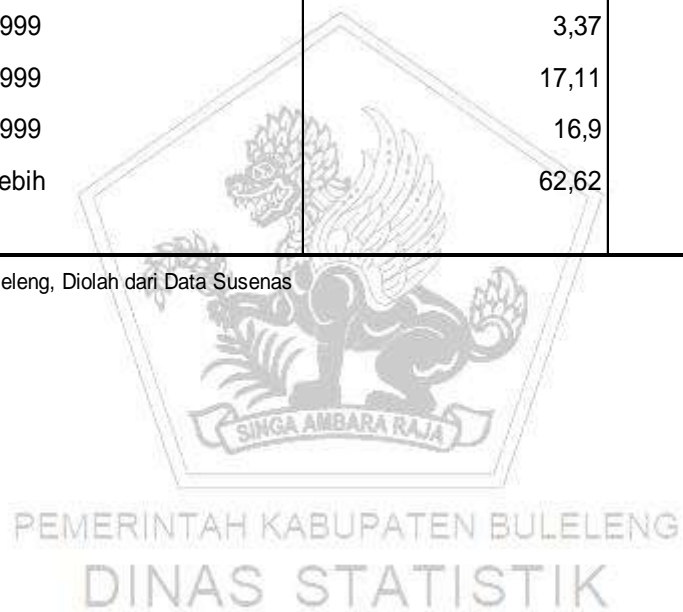 999 3,37
999 17,11
999 16,9
ebih 62,62
eleng, Diolah dari Data Susenas
SINGA AMBARA RAJA
PEMERINTAH KABUPATEN BULELENG
DINAS STATISTIK